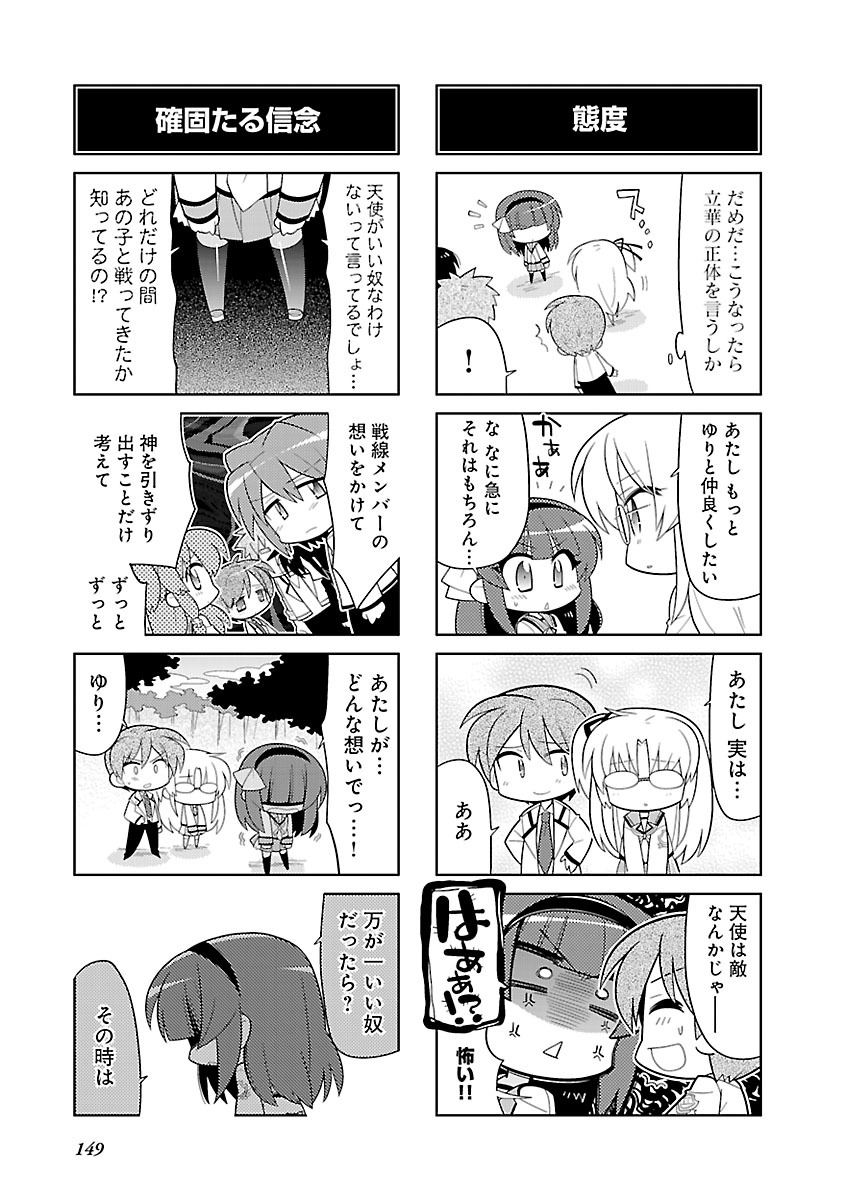 態度
だめだ…こうなったら
立華の正体を言うしか
ス…
!
あたし もっと
ゆりと仲良くしたい
かぁぁ
な なに急に
それはもちろん…
あたし 実は…
ああ
天使は敵
なんかじゃ――
はぁぁ!?
怖い!!
確固たる信念
天使がいい奴なわけ
ないって言ってるでしょ…
どれだけの間
あの子と戦ってきたか
知ってるの!?
戦線メンバーの
想いをかけて
神を引きずり
出すことだけ
考えて
ずっと
ずっと
あたしが…
どんな想いでっ…!
ゆり…
万が一いい奴
だったら?
その時は
149